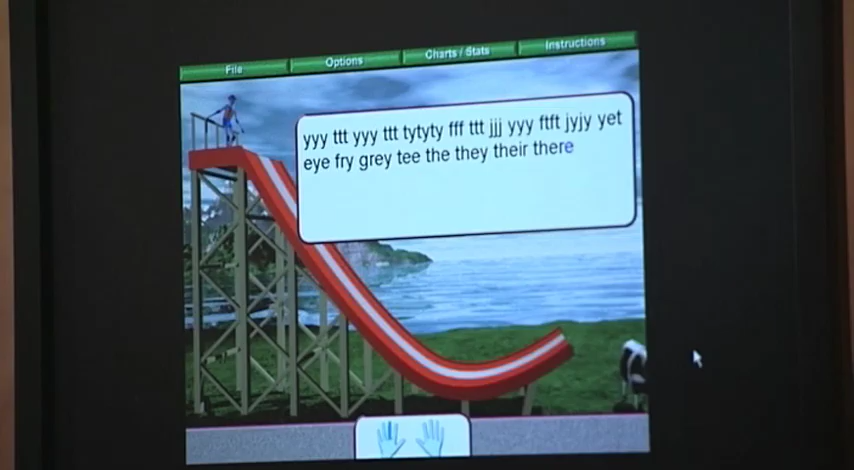 File Options Charts / Stats Instructions
yyy ttt yyy ttt tytyty fff ttt jjj yyy ftft jyjy yet
eye fry grey tee the they their there